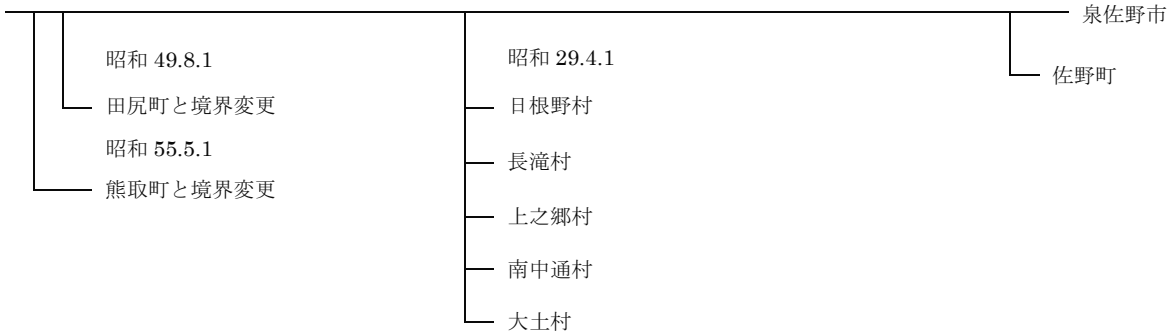 泉佐野市
佐野町
昭和 29.4.1
日根野村
長滝村
上之郷村
南中通村
大土村
昭和 49.8.1
田尻町と境界変更
昭和 55.5.1
熊取町と境界変更